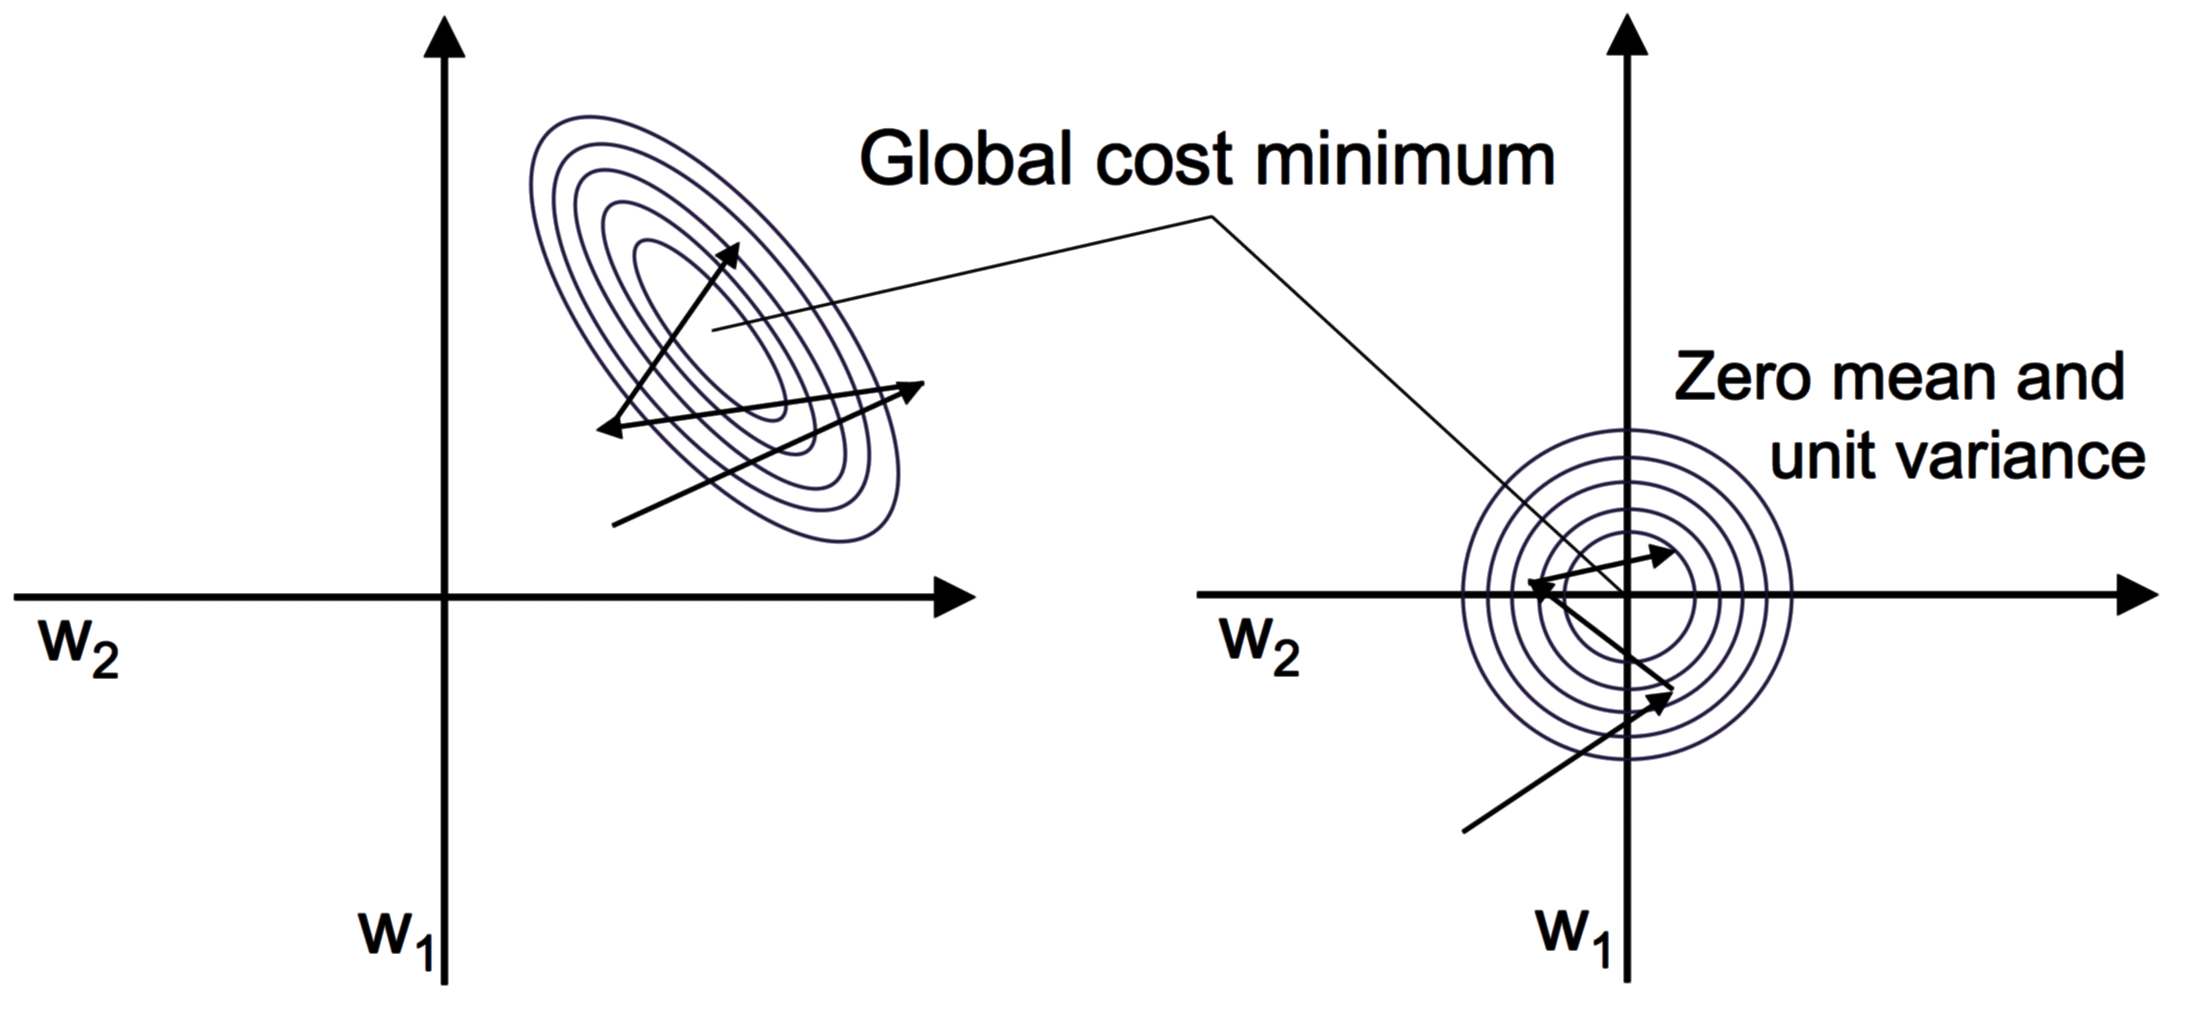 Global cost minimum
Zero mean and
unit variance
w₂
w₁
w₂
w₁